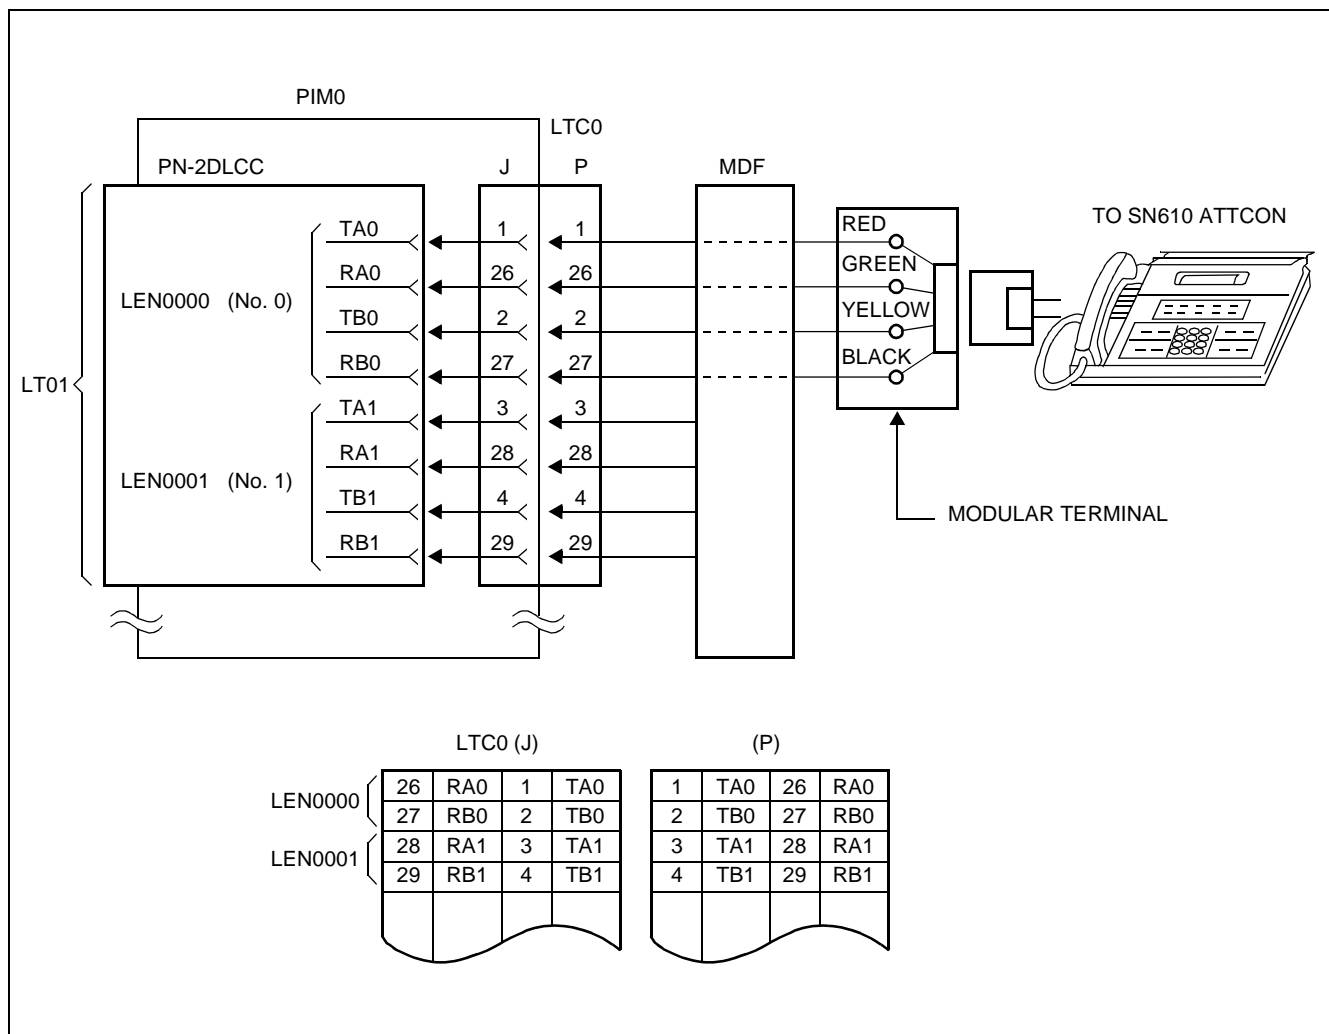 PIM0
LTC0
PN-2DLCC J P MDF
TO SN610 ATTCON
TA0 1 1 RED
RA0 26 26 GREEN
LEN0000 (No. 0)
TB0 2 2 YELLOW
RB0 27 27 BLACK
LT01
TA1 3 3
RA1 28 28
LEN0001 (No. 1)
TB1 4 4
MODULAR TERMINAL
RB1 29 29
LTC0 (J) (P)
LEN0000
26 RA0 1 TA0 1 TA0 26 RA0
27 RB0 2 TB0 2 TB0 27 RB0
LEN0001
28 RA1 3 TA1 3 TA1 28 RA1
29 RB1 4 TB1 4 TB1 29 RB1